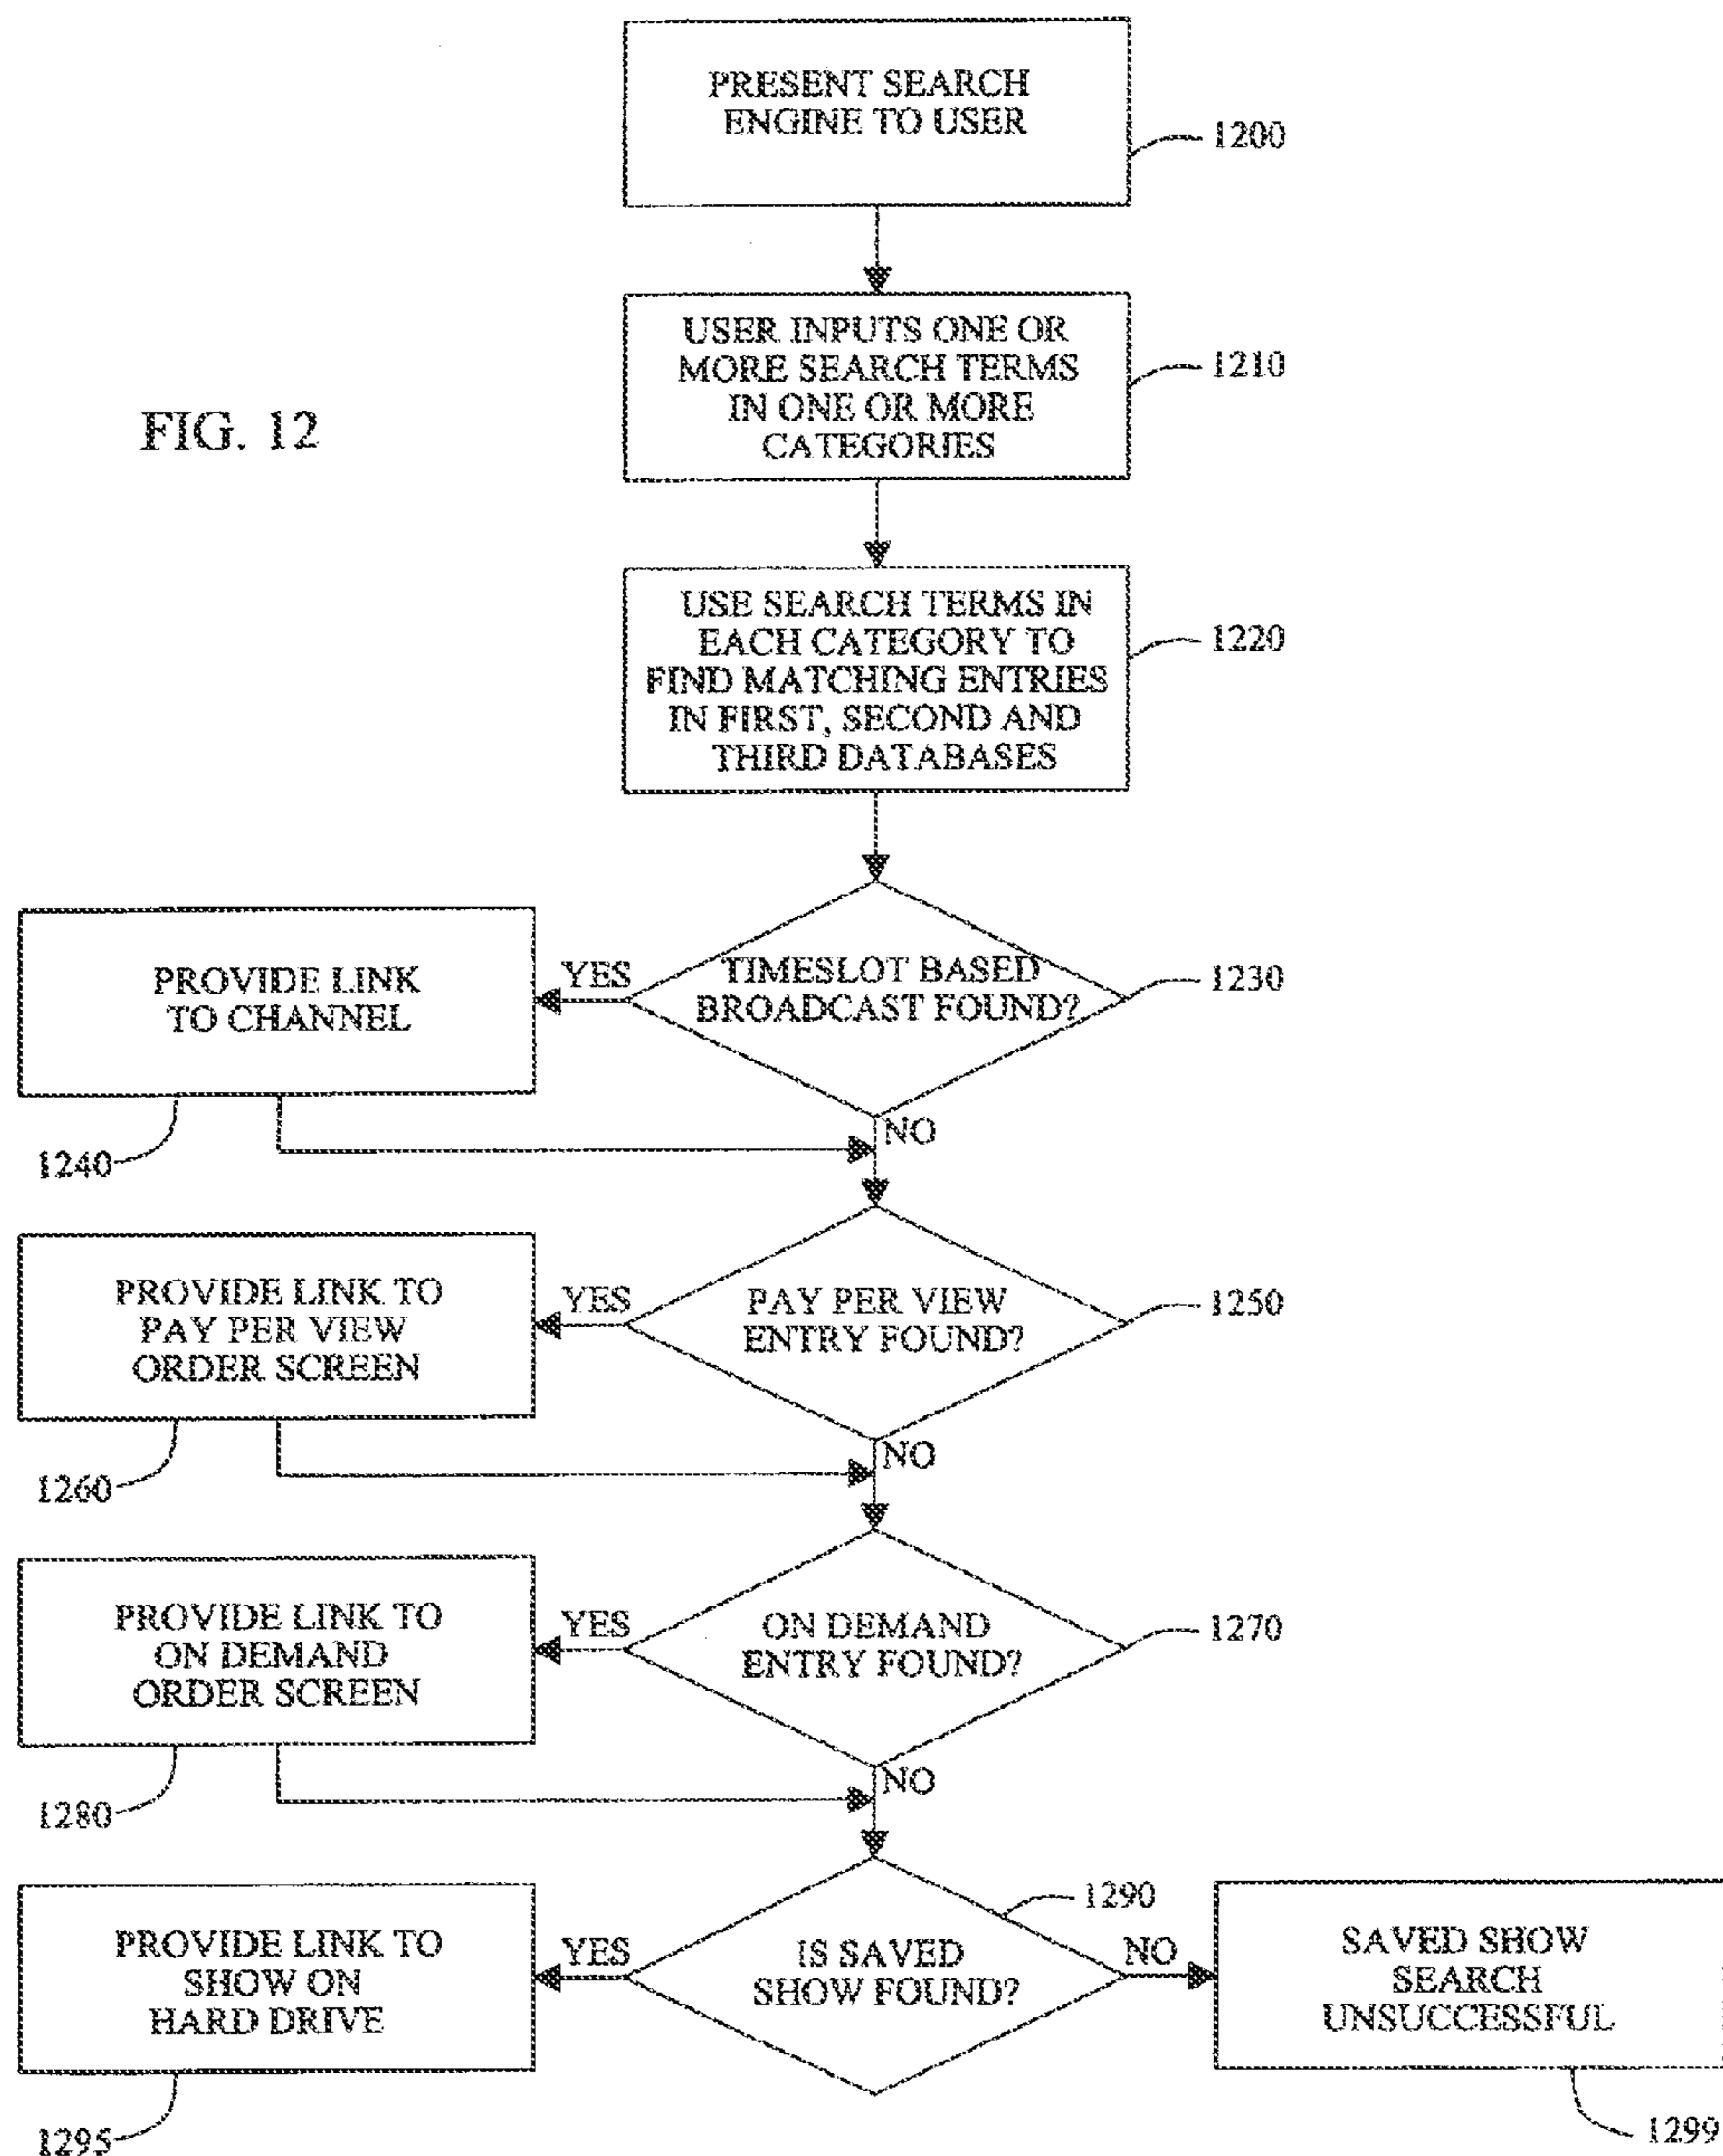 PRESENT SEARCH
ENGINE TO USER
1200
USER INPUTS ONE OR
MORE SEARCH TERMS
IN ONE OR MORE
CATEGORIES
1210
FIG. 12
USE SEARCH TERMS IN
EACH CATEGORY TO
FIND MATCHING ENTRIES
IN FIRST, SECOND AND
THIRD DATABASES
1220
PROVIDE LINK
TO CHANNEL
YES
TIMESLOT BASED
BROADCAST FOUND?
1230
NO
1240
PROVIDE LINK TO
PAY PER VIEW
ORDER SCREEN
YES
PAY PER VIEW
ENTRY FOUND?
1250
NO
1260
PROVIDE LINK TO
ON DEMAND
ORDER SCREEN
YES
ON DEMAND
ENTRY FOUND?
1270
NO
1280
PROVIDE LINK TO
SHOW ON
HARD DRIVE
YES
IS SAVED
SHOW FOUND?
1290
NO
SAVED SHOW
SEARCH
UNSUCCESSFUL
1295
1299